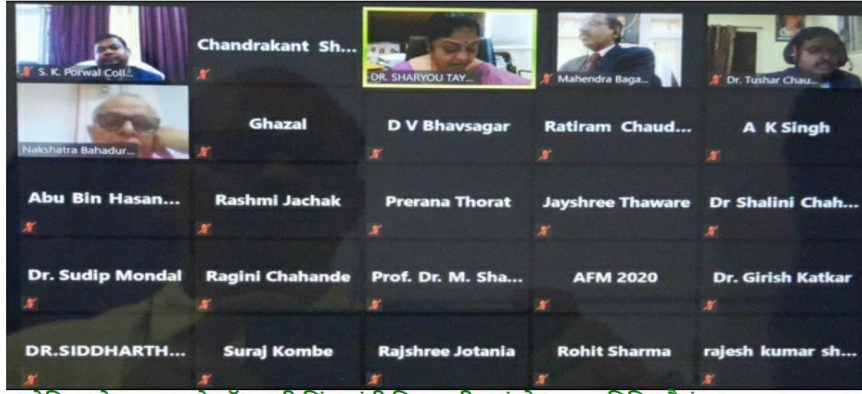 S. K. Porwal Coll...
Chandrakant Sh...
DR. SHARYOU TAY...
Mahendra Baga...
Dr. Tushar Chau...
Nakshatra Bahadur...
Ghazal
D V Bhavsagar
Ratiram Chaud...
A K Singh
Abu Bin Hasan...
Rashmi Jachak
Prerana Thorat
Jayshree Thaware
Dr Shalini Chah...
Dr. Sudip Mondal
Ragini Chahande
Prof. Dr. M. Sha...
AFM 2020
Dr. Girish Katkar
DR.SIDDHARTH...
Suraj Kombe
Rajshree Jotania
Rohit Sharma
rajesh kumar sh...